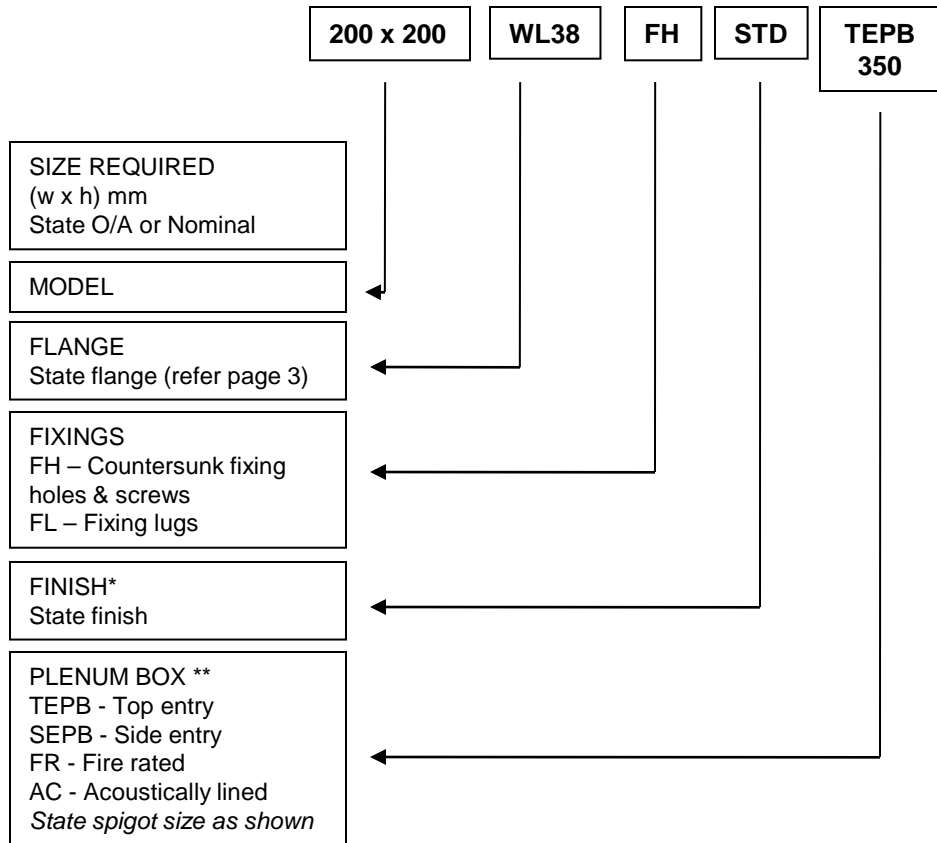 200 x 200
WL38
FH
STD
TEPB
350
SIZE REQUIRED
(w x h) mm
State O/A or Nominal
MODEL
FLANGE
State flange (refer page 3)
FIXINGS
FH – Countersunk fixing
holes & screws
FL – Fixing lugs
FINISH*
State finish
PLENUM BOX **
TEPB - Top entry
SEPB - Side entry
FR - Fire rated
AC - Acoustically lined
State spigot size as shown